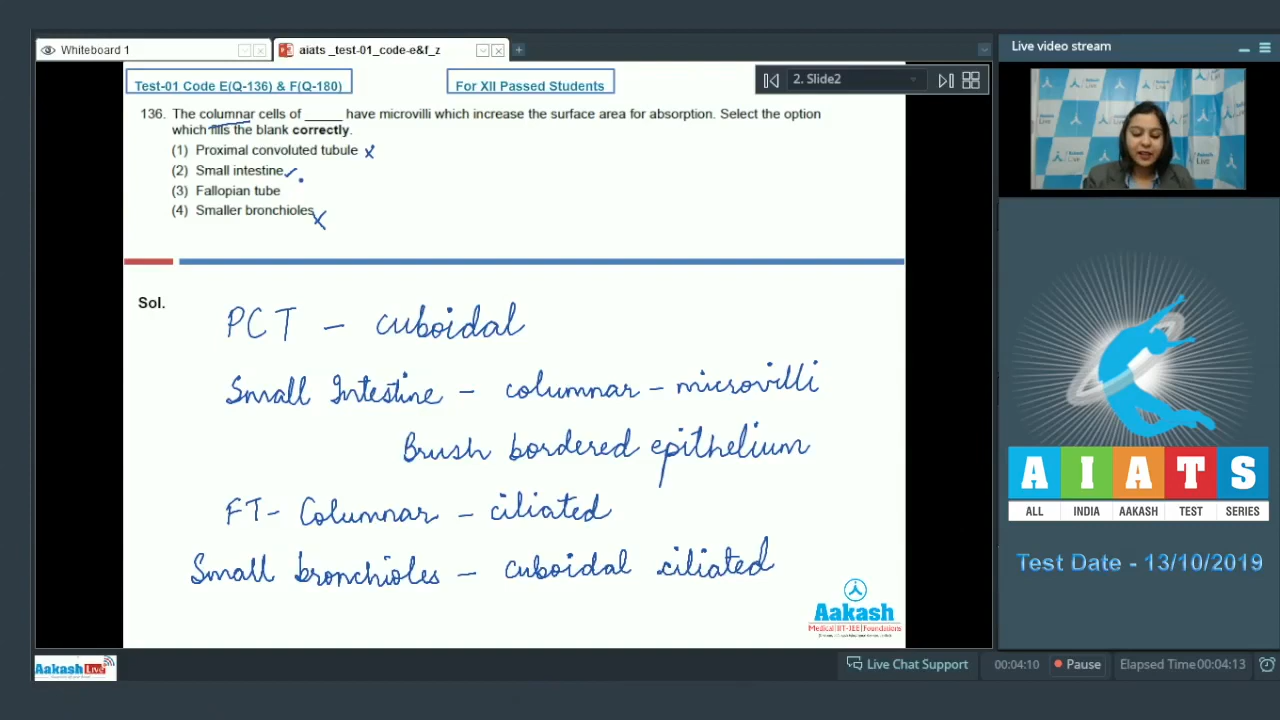 Whiteboard 1
aiats _test-01_code-e&f_z
Live video stream
Test-01 Code E(Q-136) & F(Q-180)
For XII Passed Students
2. Slide2
136. The columnar cells of _____ have microvilli which increase the surface area for absorption. Select the option
which fills the blank correctly.
(1) Proximal convoluted tubule
(2) Small intestine
(3) Fallopian tube
(4) Smaller bronchioles
Sol.
PCT - cuboidal
Small Intestine - columnar - microvilli
Brush bordered epithelium
FT- Columnar - ciliated
Small bronchioles - cuboidal ciliated
Aakash
Medical|IIT-JEE|Foundations
A I A T S
ALL INDIA AAKASH TEST SERIES
Test Date - 13/10/2019
Aakash Live
Live Chat Support
00:04:10
Pause
Elapsed Time 00:04:13